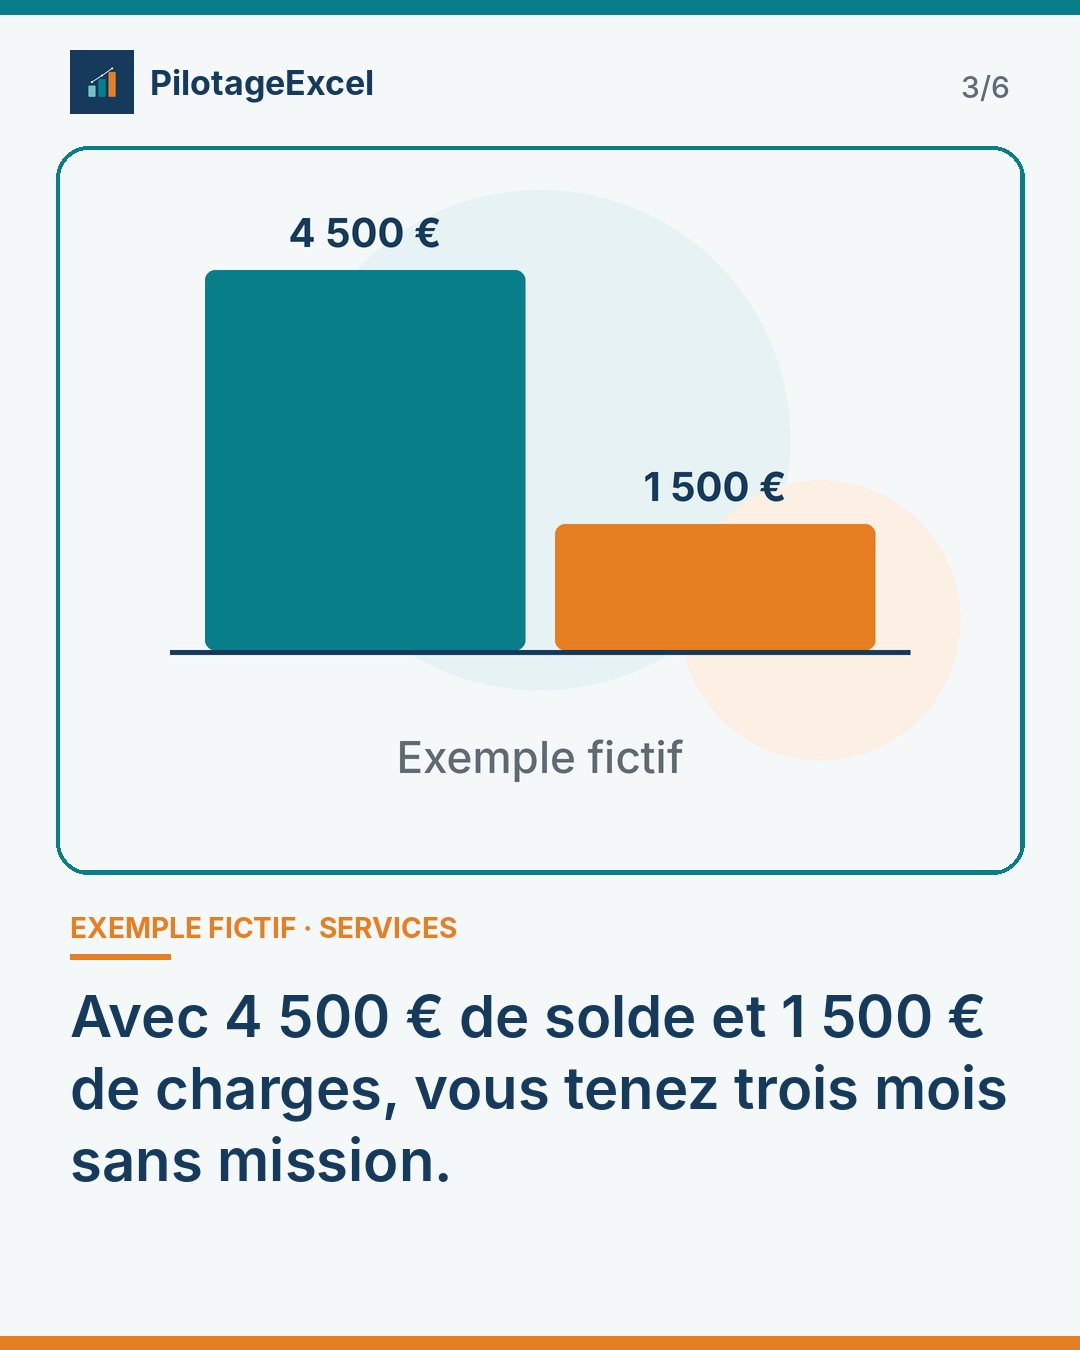 PilotageExcel
3/6
4 500 €
1 500 €
Exemple fictif
EXEMPLE FICTIF · SERVICES
Avec 4 500 € de solde et 1 500 €
de charges, vous tenez trois mois
sans mission.